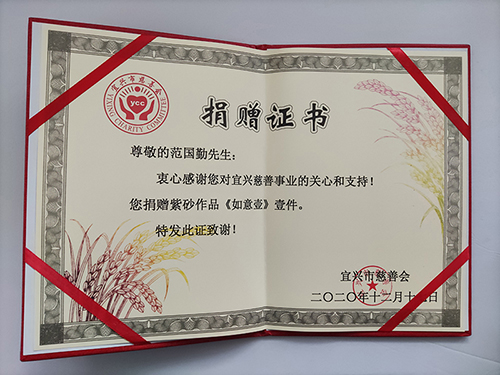 宜兴市慈善会
ycc
YIXING CHARITY COMMITTEE
捐赠证书
尊敬的范国勤先生：
衷心感谢您对宜兴慈善事业的关心和支持！
您捐赠紫砂作品《如意壶》壹件。
特发此证致谢！
宜兴市慈善会
二〇二〇年十二月十日